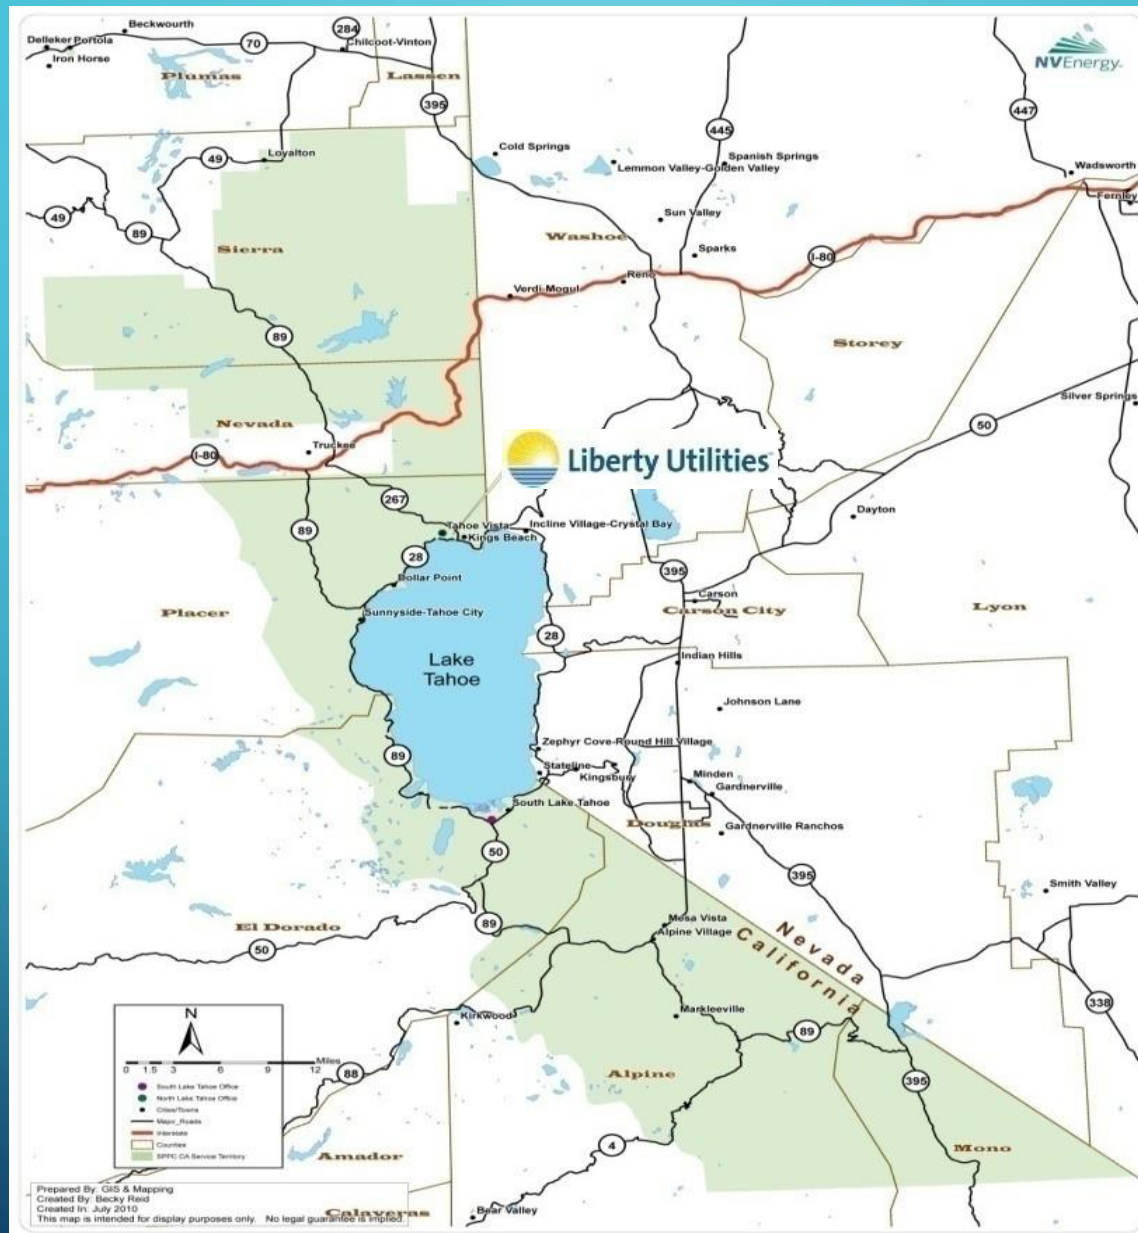 Beckwourth
284
Delleker Portola
70
Chilcoot-Vinton
Iron Horse
Plumas
Lassen
NVEnergy
395
447
445
49
Loyalton
Cold Springs
Spanish Springs
Lemmon Valley-Golden Valley
Wadsworth
Fernley
49
89
Sun Valley
Sierra
Washoe
Sparks
I-80
Reno
Verdi-Mogul
89
Storey
Silver Springs
Nevada
50
Truckee
I-80
Liberty Utilities
267
Dayton
89
Tahoe Vista
Incline Village-Crystal Bay
Kings Beach
28
Dollar Point
395
Carson
Placer
Sunnyside-Tahoe City
Carson City
Lyon
28
Lake
Tahoe
Indian Hills
Johnson Lane
89
Zephyr Cove-Round Hill Village
Stateline
Kingsbury
Minden
Gardnerville
South Lake Tahoe
Douglas
Gardnerville Ranchos
50
395
Smith Valley
El Dorado
89
Mesa Vista
Alpine Village
Nevada
California
50
Kirkwood
Markleeville
89
338
N
0 1.5 3 6 9 12 Miles
88
South Lake Tahoe Office
North Lake Tahoe Office
Cities/Towns
Major_Roads
Interstate
Counties
SPPC CA Service Territory
Alpine
395
4
Mono
Amador
Prepared By: GIS & Mapping
Created By: Becky Reid
Created In: July 2010
This map is intended for display purposes only. No legal guarantee is implied.
Calaveras
Bear Valley